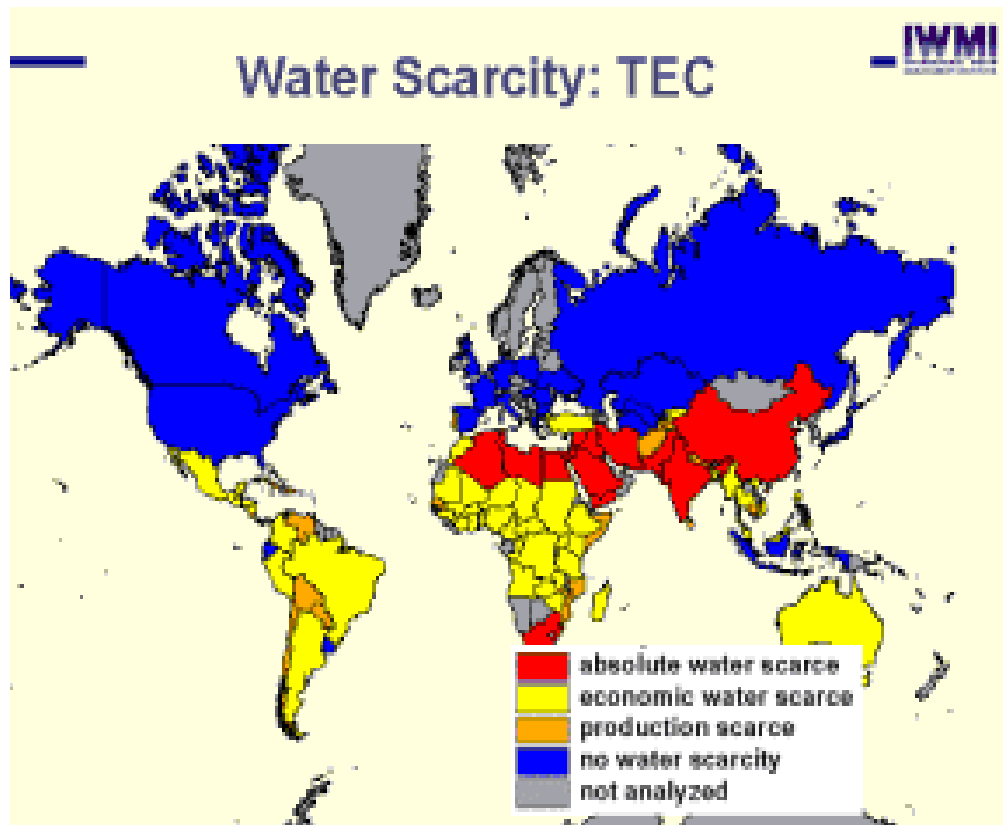 IWMI
Water Scarcity: TEC
absolute water scarce
economic water scarce
production scarce
no water scarcity
not analyzed